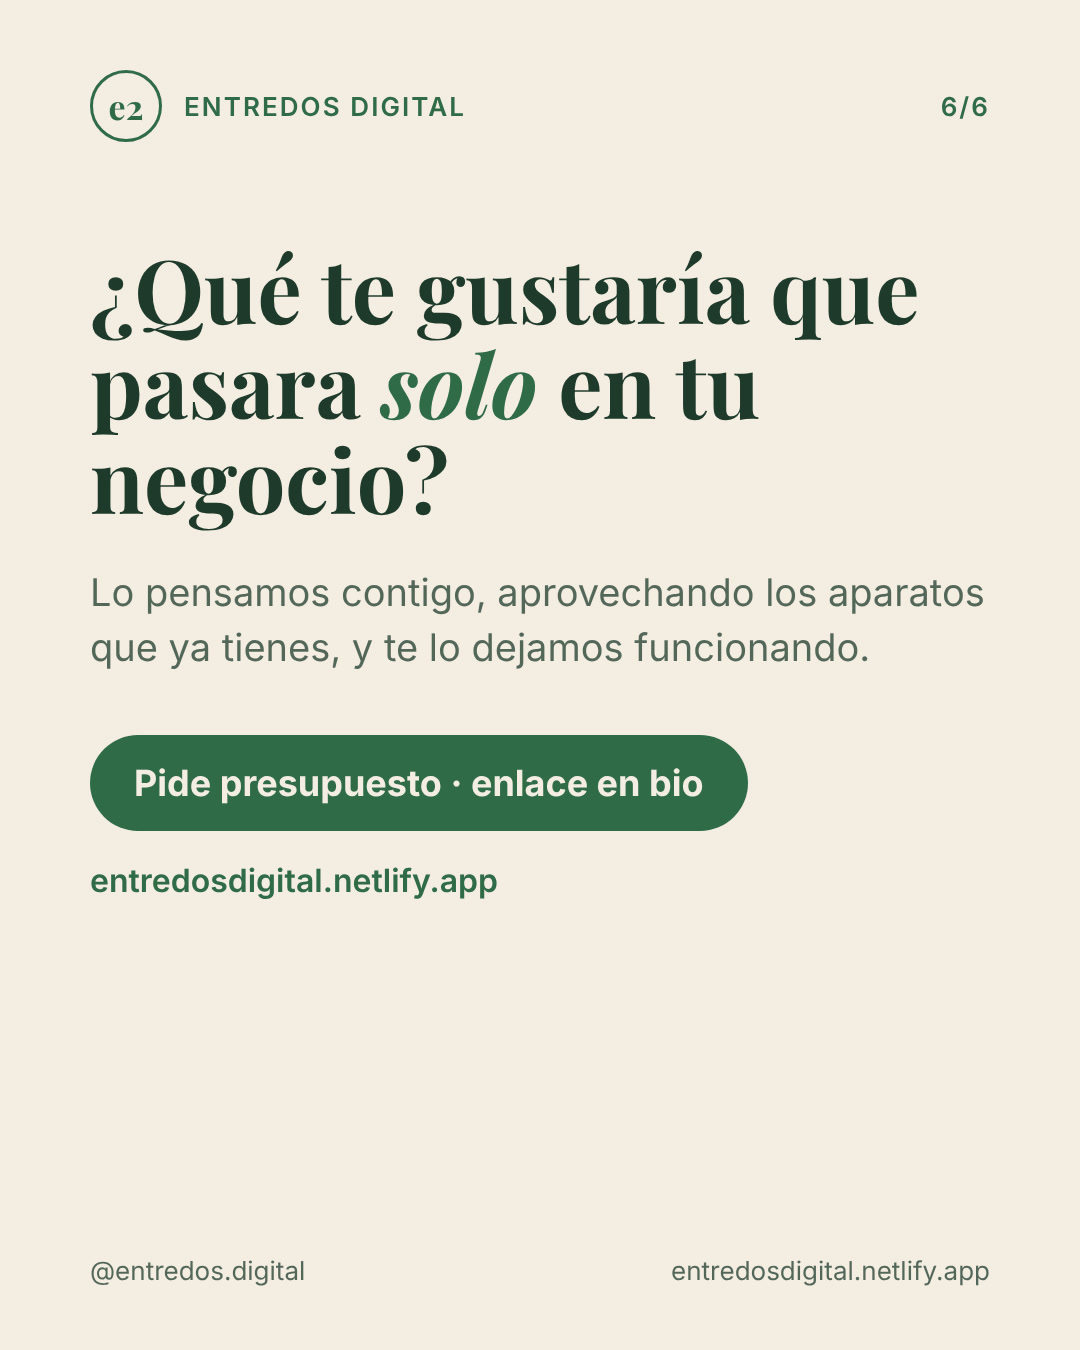 e2 ENTREDOS DIGITAL 6/6
¿Qué te gustaría que
pasara solo en tu
negocio?
Lo pensamos contigo, aprovechando los aparatos
que ya tienes, y te lo dejamos funcionando.
Pide presupuesto · enlace en bio
entredosdigital.netlify.app
@entredos.digital entredosdigital.netlify.app